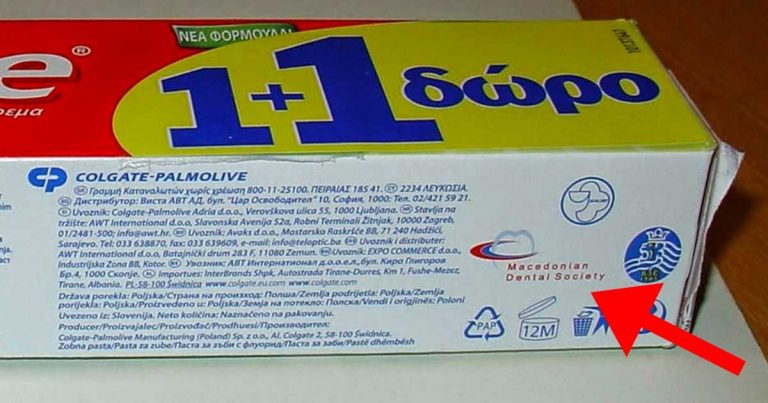 ΝΕΑ ΦΟΡΜΟΥΛΑ!
e®
ρεμα
1+1 δώρο
COLGATE-PALMOLIVE
Γραμμή Καταναλωτών χωρίς χρέωση 800-11-25100, ΠΕΙΡΑΙΑΣ 185 41. 2234 ΛΕΥΚΩΣΙΑ.
Дистрибутор: Виза АВТ АД, бул. "Цар Освободител" 10, София, 1000: Тел. 02/421 59 21.
Uvoznik: Colgate-Palmolive Adria d.o.o., Verovškova ulica 55, 1000 Ljubljana. Stavlja na
tržište: AWT International d.o.o, Slavonska Avenija 52a, Robni Terminali Žitnjak, 10000 Zagreb,
01/2481-500; info@awt.hr Uvoznik: Avaks d.o.o., Mostarsko Raskršće BB, 71 240 Hadžići,
Sarajevo. Tel: 033 638870, fax: 033 639609, e-mail: info@teloptic.ba Uvoznik i distributer:
AWT International d.o.o, Batajnički drum 283 F, 11080 Zemun. Uvoznik: EXPO COMMERCE d.o.o.,
Industrijska Zona BB, Kotor. Увозник: АВТ Интернационал д.о.о.ел., бул. Киро Глигоров
Бр.4, 1000 Скопје. Importues: InterBrands Shpk, Autostrada Tirane-Durres, Km 1, Fushe-Mezez,
Tirane, Albania. PL-58-100 Świdnica www.colgate.eu.com www.colgate.com
Država porekla: Poljska/Страна на произход: Полша/Zemlja podrijetla: Poljska/Zemlja
porijekla: Poljska/Proizvedeno u: Poljska/Земја на потекло: Полска/Vendi i origjinës: Poloni
Uvezeno iz: Slovenija. Neto količina: Naznačeno na pakovanju.
Producer/Proizvajalec/Proizvođač/Prodhuesi/Производител:
Colgate-Palmolive Manufacturing (Poland) Sp. z o.o., Al. Colgate 2, 58-100 Świdnica.
Zobna pasta/Pasta za zube/Паста за зъби с флуорид/Паста за заби/Pastë dhëmbësh
Macedonian
Dental Society
PAP
12M